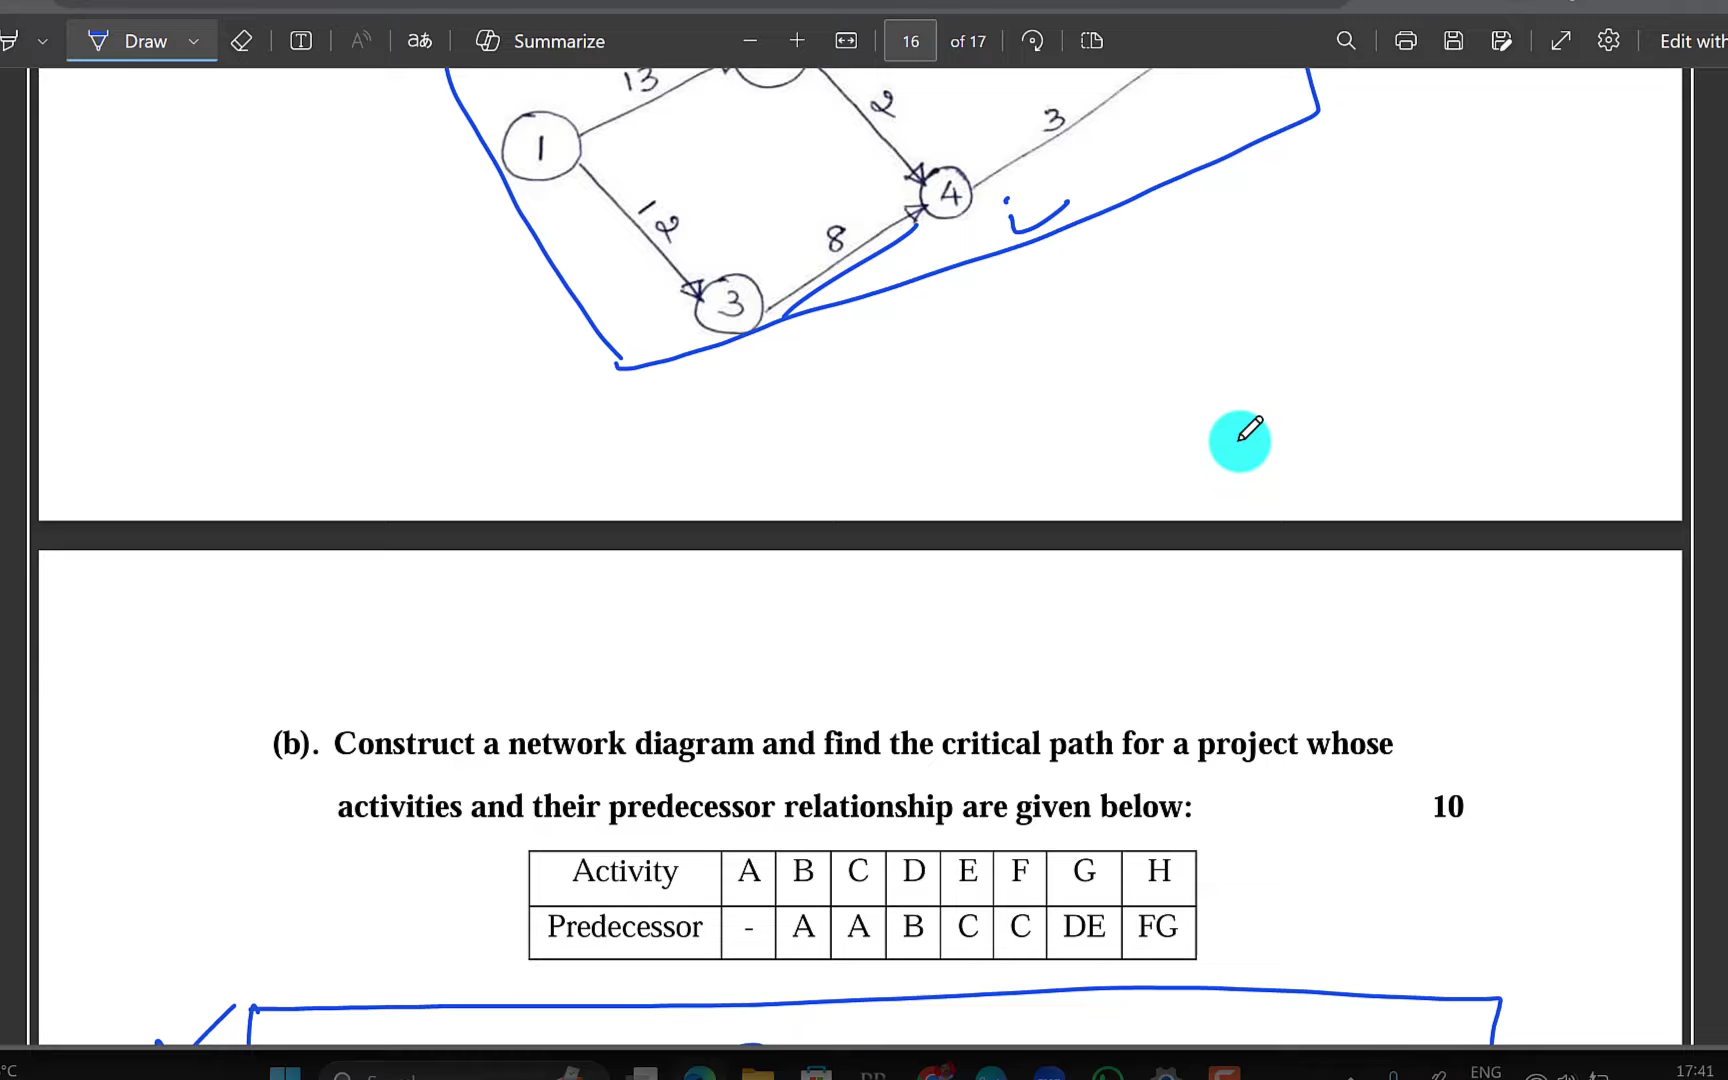 Draw
aあ
Summarize
16
of 17
Edit with
13
2
3
1
4
12
8
3
(b). Construct a network diagram and find the critical path for a project whose
activities and their predecessor relationship are given below: 10
Activity A B C D E F G H
Predecessor - A A B C C DE FG
°C
ENG
17:41